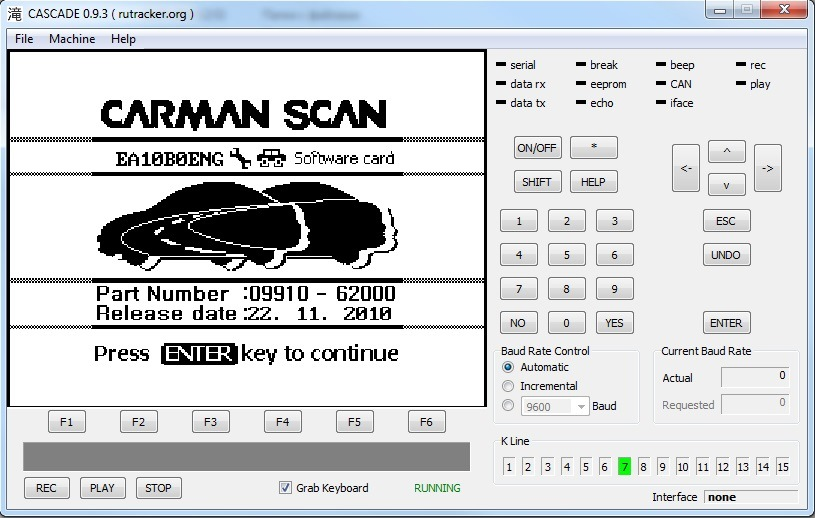 滝 CASCADE 0.9.3 ( rutracker.org )
File Machine Help
CARMAN SCAN
EA10B0ENG Software card
Part Number :09910 - 62000
Release date :22. 11. 2010
Press ENTER key to continue
F1 F2 F3 F4 F5 F6
REC PLAY STOP Grab Keyboard RUNNING
serial break beep rec
data rx eeprom CAN play
data tx echo iface
ON/OFF *
SHIFT HELP
<- ^ v ->
1 2 3 ESC
4 5 6 UNDO
7 8 9
NO 0 YES ENTER
Baud Rate Control
Automatic
Incremental
9600 Baud
Current Baud Rate
Actual 0
Requested 0
K Line
1 2 3 4 5 6 7 8 9 10 11 12 13 14 15
Interface none